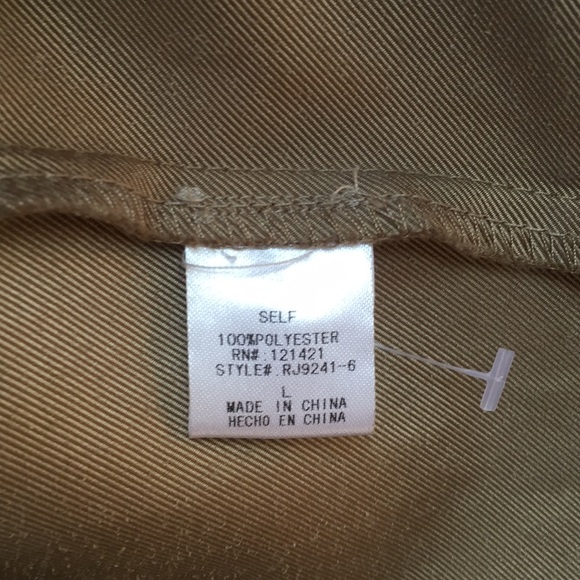 SELF
100%POLYESTER
RN#.121421
STYLE#.RJ9241-6
L
MADE IN CHINA
HECHO EN CHINA